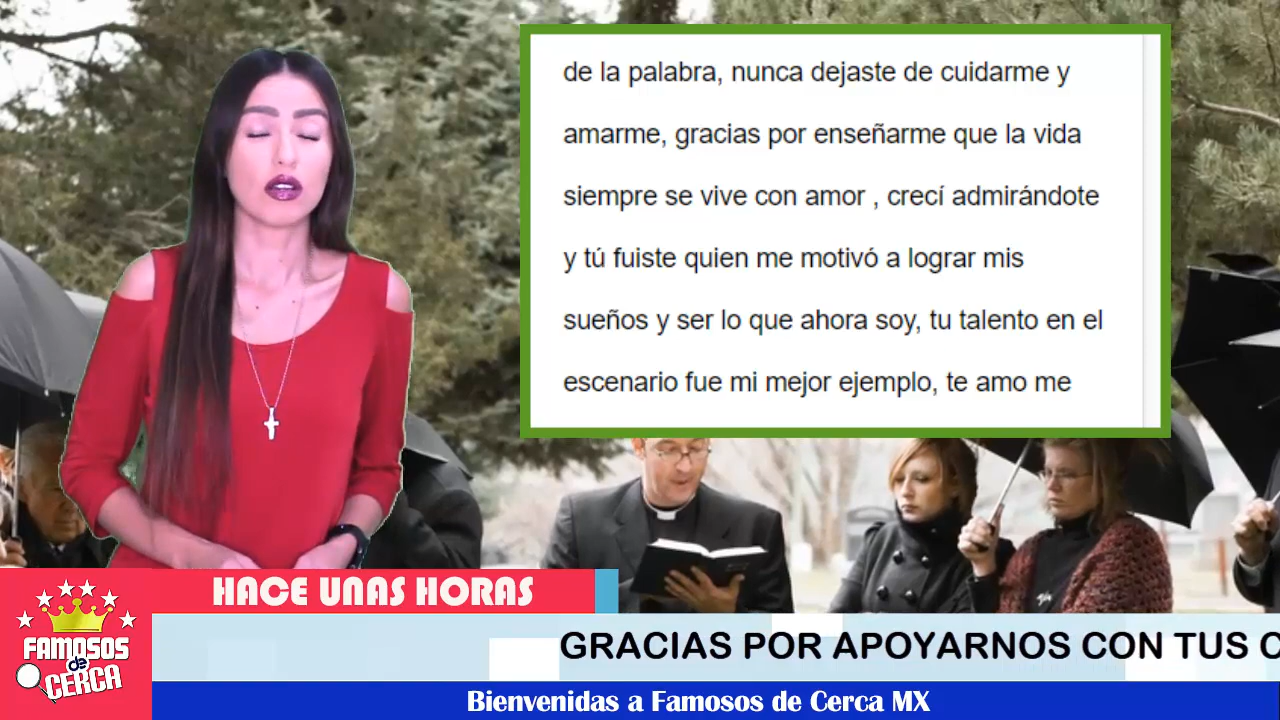 de la palabra, nunca dejaste de cuidarme y
amarme, gracias por enseñarme que la vida
siempre se vive con amor , crecí admirándote
y tú fuiste quien me motivó a lograr mis
sueños y ser lo que ahora soy, tu talento en el
escenario fue mi mejor ejemplo, te amo me
HACE UNAS HORAS
FAMOSOS
de
CERCA
GRACIAS POR APOYARNOS CON TUS C
Bienvenidas a Famosos de Cerca MX